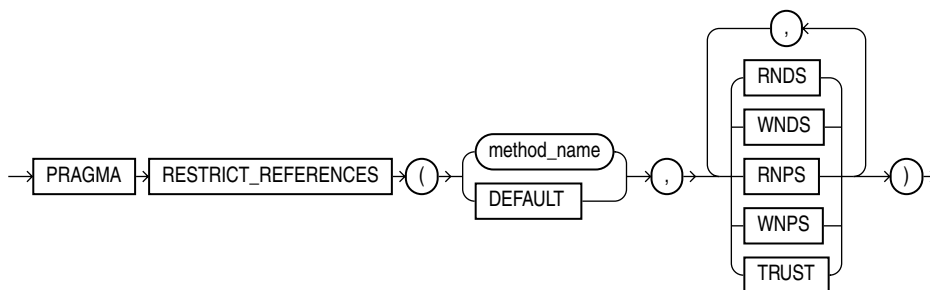 ,
RNDS
WNDS
method_name
PRAGMA RESTRICT_REFERENCES ( DEFAULT , RNPS )
WNPS
TRUST